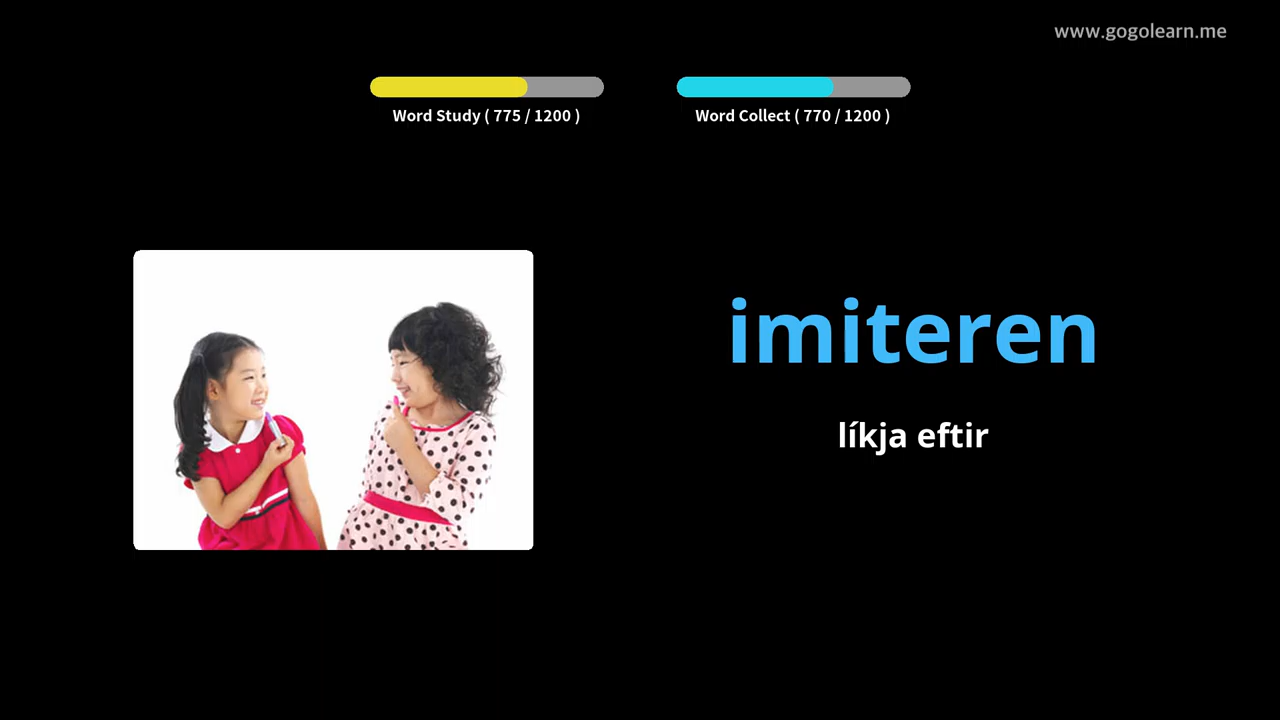 www.gogolearn.me
Word Study ( 775 / 1200 )
Word Collect ( 770 / 1200 )
imiteren
líkja eftir